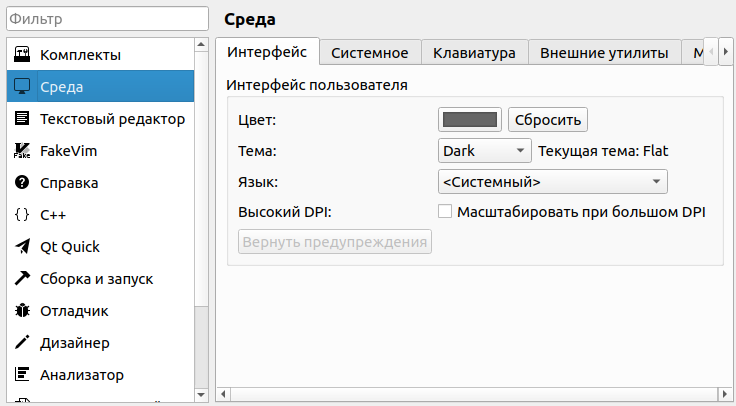 Фильтр
Комплекты
Среда
Текстовый редактор
Fake
FakeVim
Справка
C++
Qt Quick
Сборка и запуск
Отладчик
Дизайнер
Анализатор
Среда
Интерфейс Системное Клавиатура Внешние утилиты
Интерфейс пользователя
Цвет: Сбросить
Тема: Dark Текущая тема: Flat
Язык: <Системный>
Высокий DPI: Масштабировать при большом DPI
Вернуть предупреждения